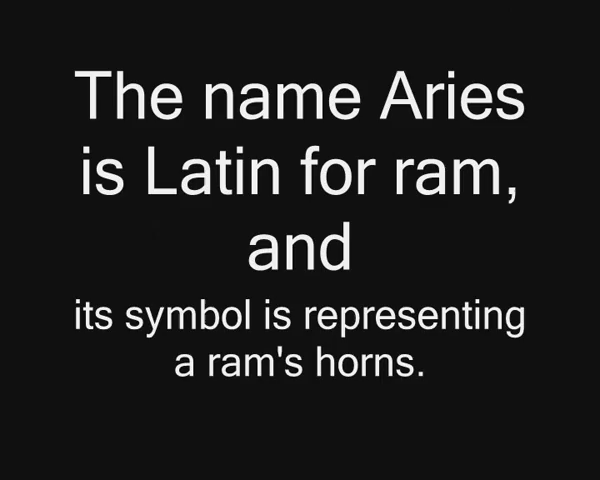 The name Aries
is Latin for ram,
and
its symbol is representing
a ram's horns.